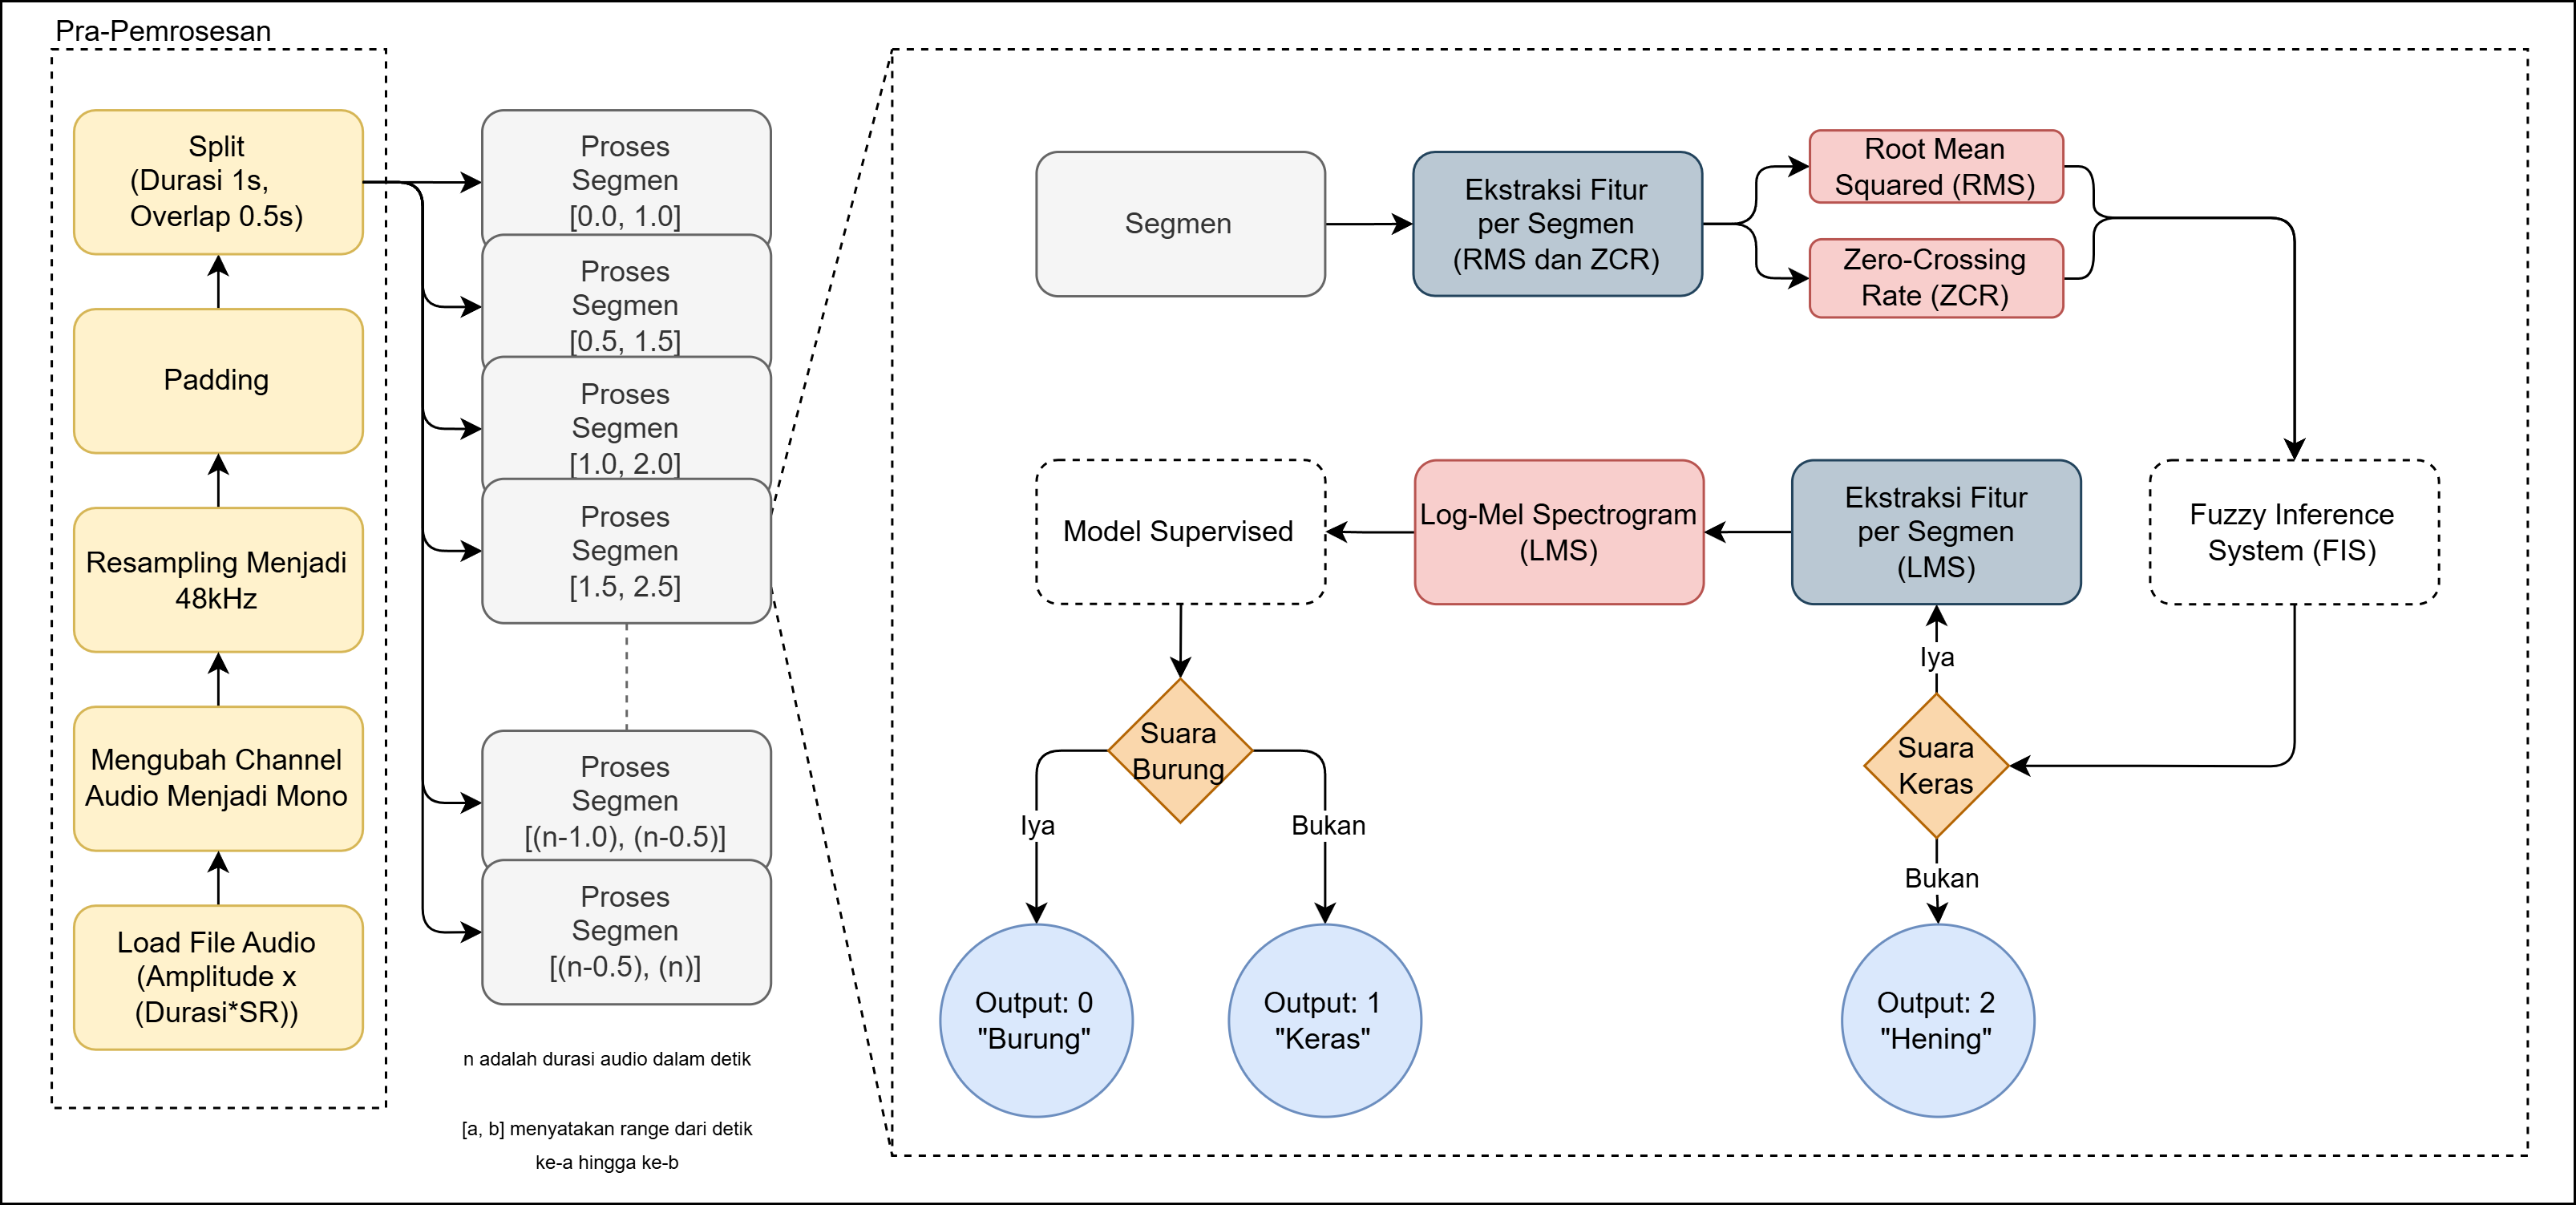 Pra-Pemrosesan
Split
(Durasi 1s,
Overlap 0.5s)
Padding
Resampling Menjadi
48kHz
Mengubah Channel
Audio Menjadi Mono
Load File Audio
(Amplitude x
(Durasi*SR))
Proses
Segmen
[0.0, 1.0]
Proses
Segmen
[0.5, 1.5]
Proses
Segmen
[1.0, 2.0]
Proses
Segmen
[1.5, 2.5]
Proses
Segmen
[(n-1.0), (n-0.5)]
Proses
Segmen
[(n-0.5), (n)]
n adalah durasi audio dalam detik
[a, b] menyatakan range dari detik
ke-a hingga ke-b
Segmen
Ekstraksi Fitur
per Segmen
(RMS dan ZCR)
Root Mean
Squared (RMS)
Zero-Crossing
Rate (ZCR)
Fuzzy Inference
System (FIS)
Suara
Keras
Iya
Bukan
Ekstraksi Fitur
per Segmen
(LMS)
Log-Mel Spectrogram
(LMS)
Model Supervised
Suara
Burung
Iya
Bukan
Output: 0
"Burung"
Output: 1
"Keras"
Output: 2
"Hening"